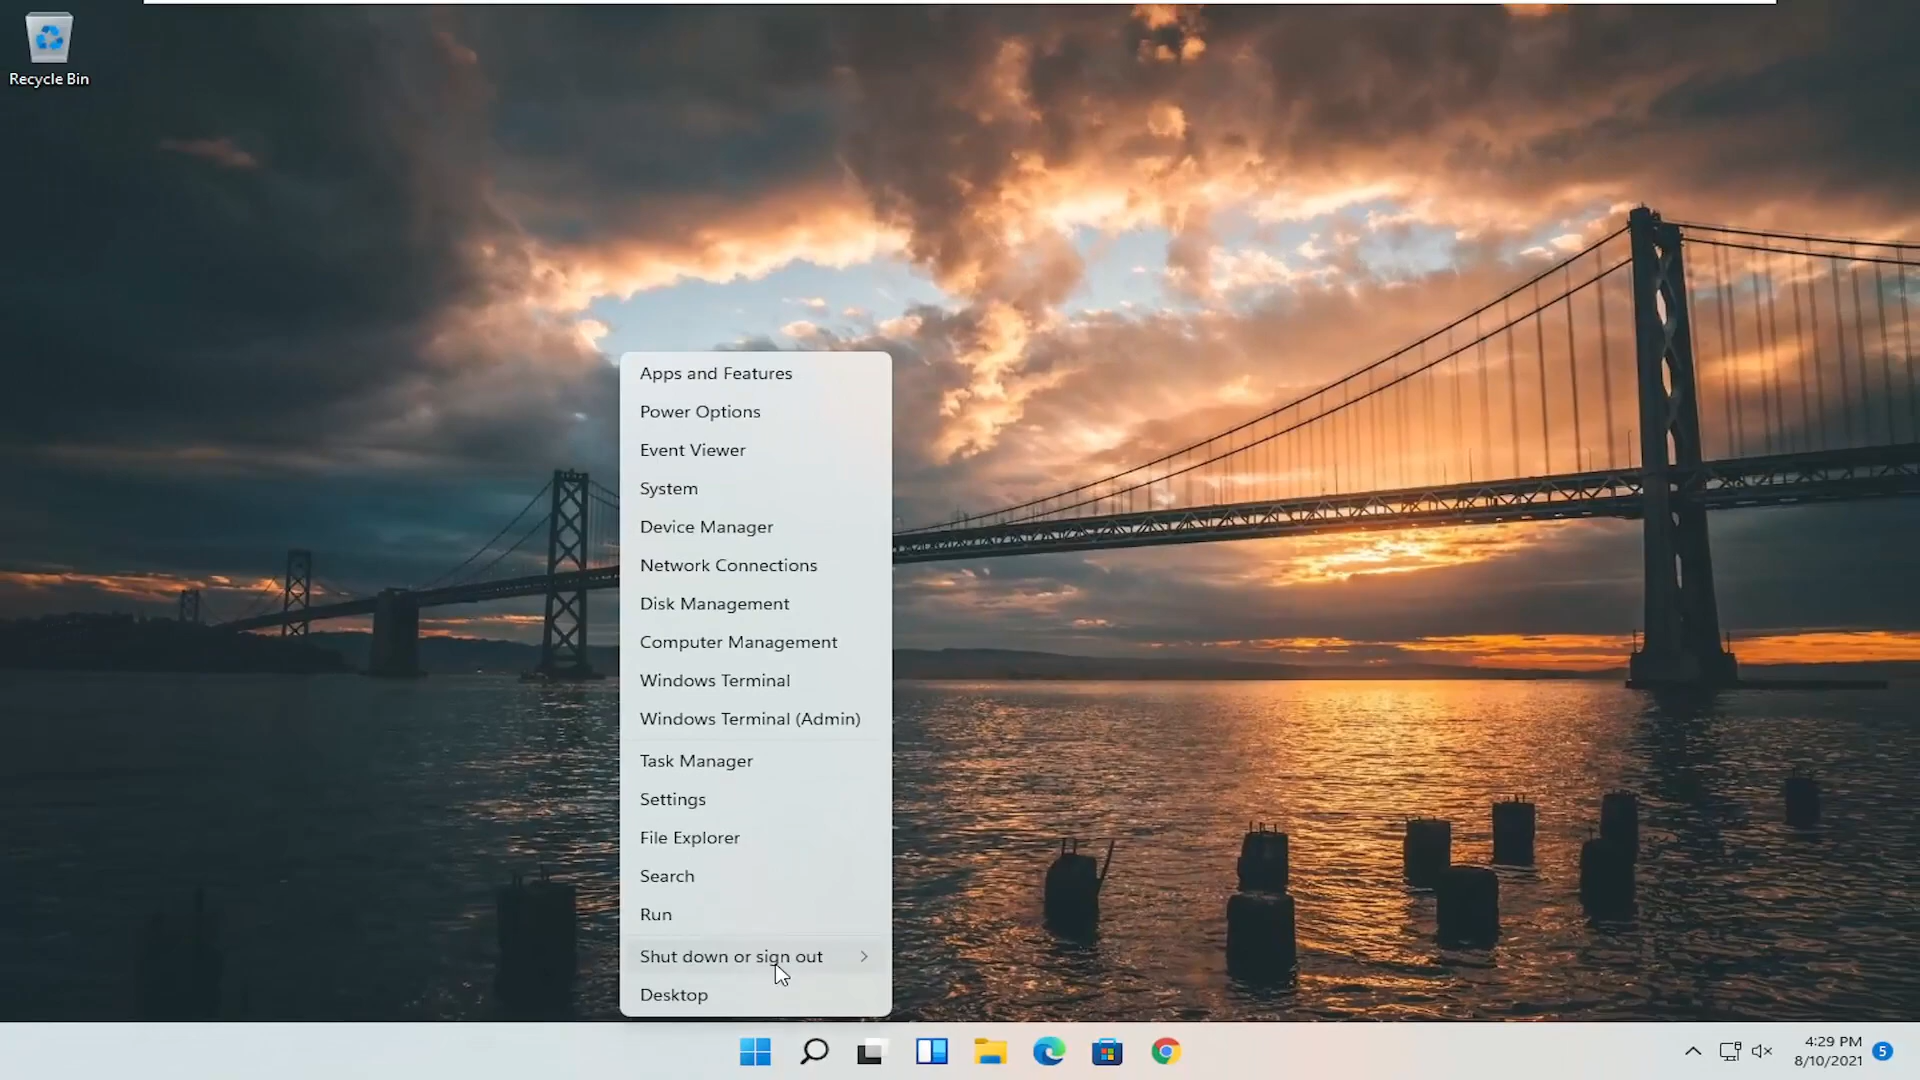 Recycle Bin
Apps and Features
Power Options
Event Viewer
System
Device Manager
Network Connections
Disk Management
Computer Management
Windows Terminal
Windows Terminal (Admin)
Task Manager
Settings
File Explorer
Search
Run
Shut down or sign out
Desktop
4:29 PM
8/10/2021
5